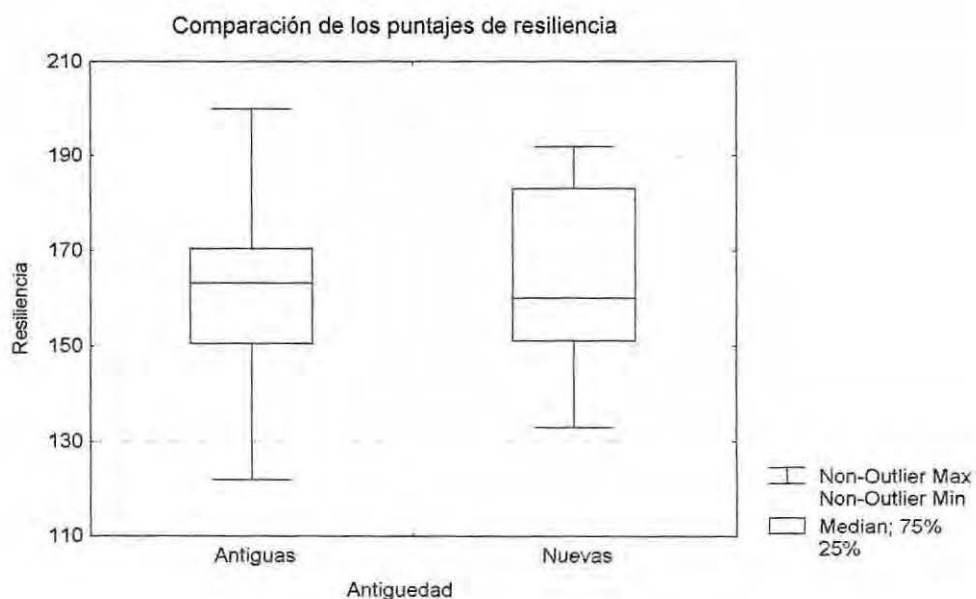 Comparación de los puntajes de resiliencia
210
190
170
150
130
110
Resiliencia
Antiguas
Nuevas
Antiguedad
Non-Outlier Max
Non-Outlier Min
Median; 75%
25%